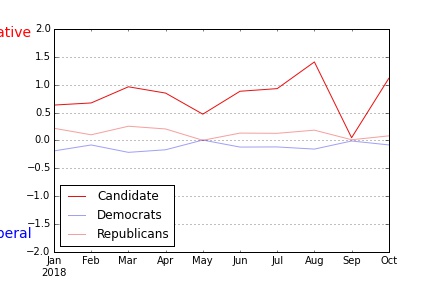 2.0
ative
1.5
1.0
0.5
0.0
−0.5
−1.0
Candidate
Democrats
Republicans
−1.5
beral
−2.0
Jan Feb Mar Apr May Jun Jul Aug Sep Oct
2018